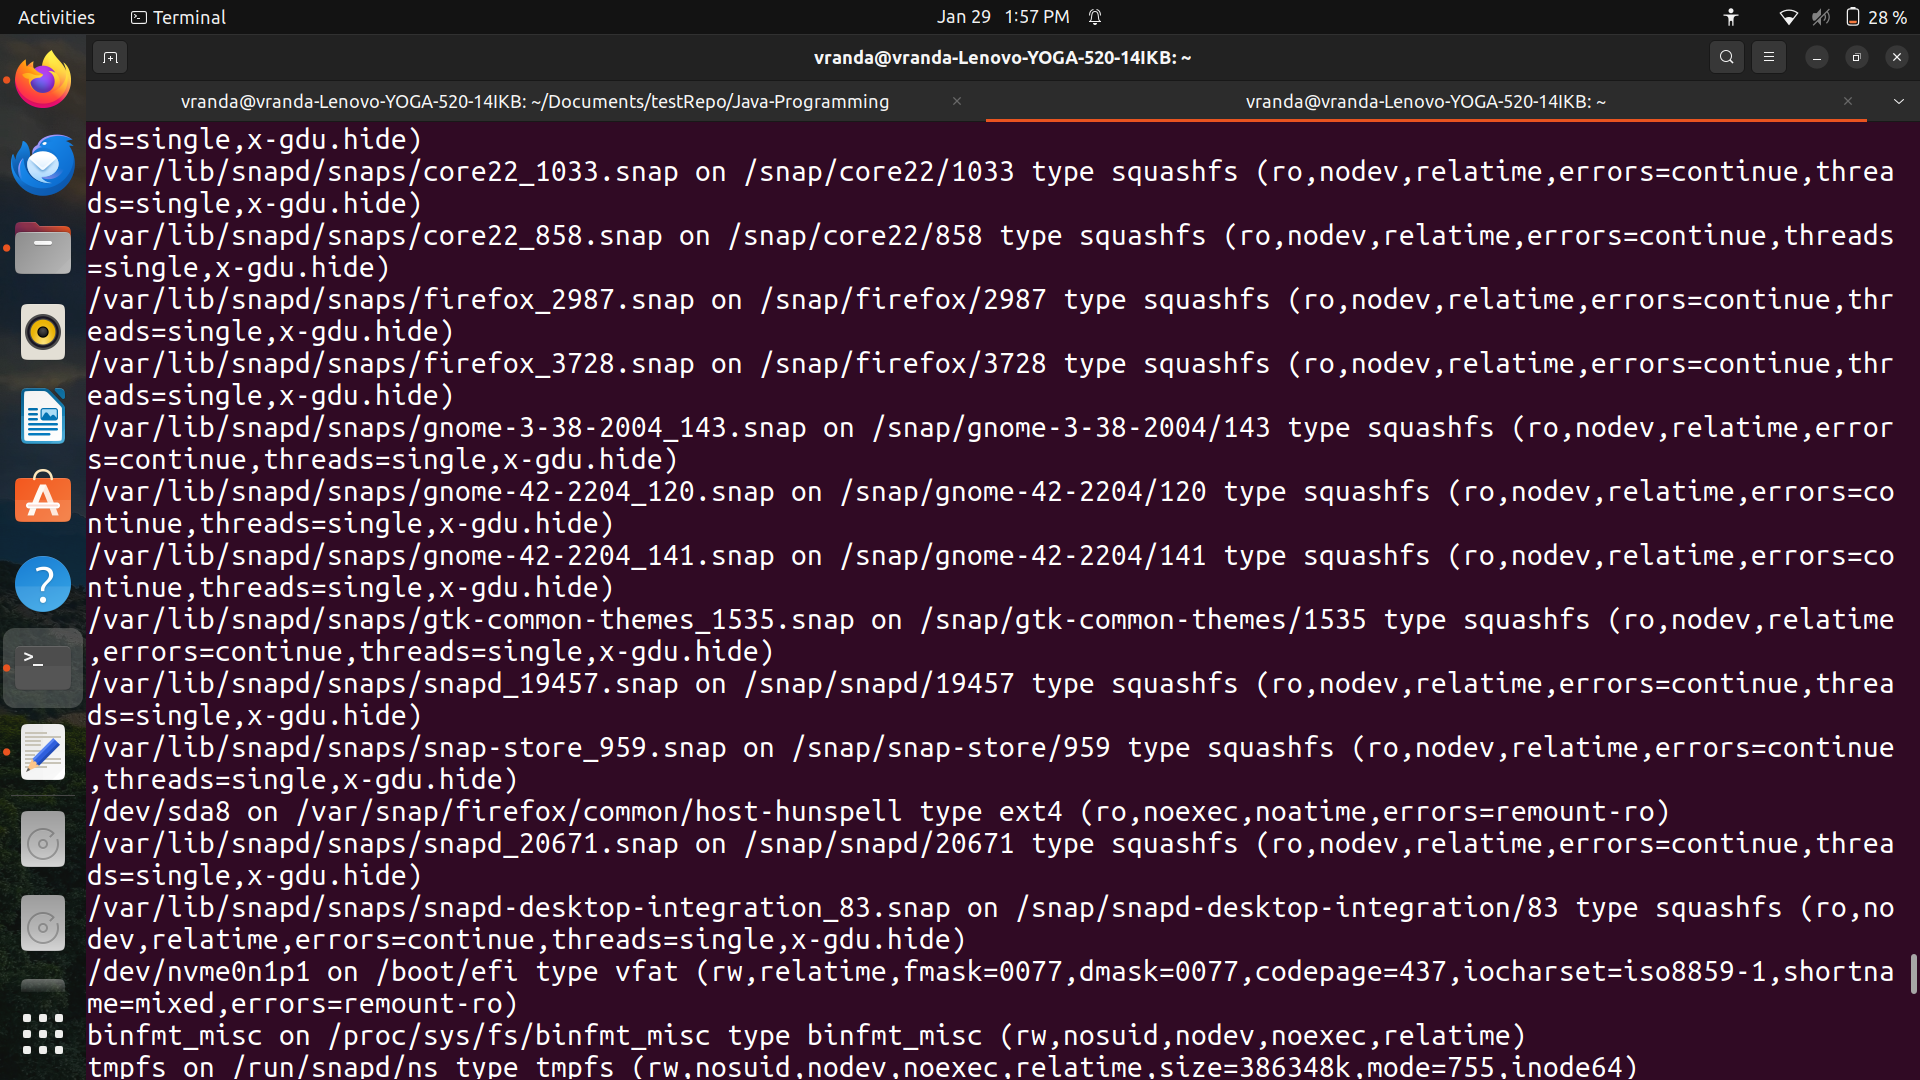 Activities
Terminal
Jan 29 1:57 PM
28 %
vranda@vranda-Lenovo-YOGA-520-14IKB: ~
vranda@vranda-Lenovo-YOGA-520-14IKB: ~/Documents/testRepo/Java-Programming
vranda@vranda-Lenovo-YOGA-520-14IKB: ~
ds=single,x-gdu.hide)
/var/lib/snapd/snaps/core22_1033.snap on /snap/core22/1033 type squashfs (ro,nodev,relatime,errors=continue,threa
ds=single,x-gdu.hide)
/var/lib/snapd/snaps/core22_858.snap on /snap/core22/858 type squashfs (ro,nodev,relatime,errors=continue,threads
=single,x-gdu.hide)
/var/lib/snapd/snaps/firefox_2987.snap on /snap/firefox/2987 type squashfs (ro,nodev,relatime,errors=continue,thr
eads=single,x-gdu.hide)
/var/lib/snapd/snaps/firefox_3728.snap on /snap/firefox/3728 type squashfs (ro,nodev,relatime,errors=continue,thr
eads=single,x-gdu.hide)
/var/lib/snapd/snaps/gnome-3-38-2004_143.snap on /snap/gnome-3-38-2004/143 type squashfs (ro,nodev,relatime,error
s=continue,threads=single,x-gdu.hide)
/var/lib/snapd/snaps/gnome-42-2204_120.snap on /snap/gnome-42-2204/120 type squashfs (ro,nodev,relatime,errors=co
ntinue,threads=single,x-gdu.hide)
/var/lib/snapd/snaps/gnome-42-2204_141.snap on /snap/gnome-42-2204/141 type squashfs (ro,nodev,relatime,errors=co
ntinue,threads=single,x-gdu.hide)
/var/lib/snapd/snaps/gtk-common-themes_1535.snap on /snap/gtk-common-themes/1535 type squashfs (ro,nodev,relatime
,errors=continue,threads=single,x-gdu.hide)
/var/lib/snapd/snaps/snapd_19457.snap on /snap/snapd/19457 type squashfs (ro,nodev,relatime,errors=continue,threa
ds=single,x-gdu.hide)
/var/lib/snapd/snaps/snap-store_959.snap on /snap/snap-store/959 type squashfs (ro,nodev,relatime,errors=continue
,threads=single,x-gdu.hide)
/dev/sda8 on /var/snap/firefox/common/host-hunspell type ext4 (ro,noexec,noatime,errors=remount-ro)
/var/lib/snapd/snaps/snapd_20671.snap on /snap/snapd/20671 type squashfs (ro,nodev,relatime,errors=continue,threa
ds=single,x-gdu.hide)
/var/lib/snapd/snaps/snapd-desktop-integration_83.snap on /snap/snapd-desktop-integration/83 type squashfs (ro,no
dev,relatime,errors=continue,threads=single,x-gdu.hide)
/dev/nvme0n1p1 on /boot/efi type vfat (rw,relatime,fmask=0077,dmask=0077,codepage=437,iocharset=iso8859-1,shortna
me=mixed,errors=remount-ro)
binfmt_misc on /proc/sys/fs/binfmt_misc type binfmt_misc (rw,nosuid,nodev,noexec,relatime)
tmpfs on /run/snapd/ns type tmpfs (rw,nosuid,nodev,noexec,relatime,size=386348k,mode=755,inode64)